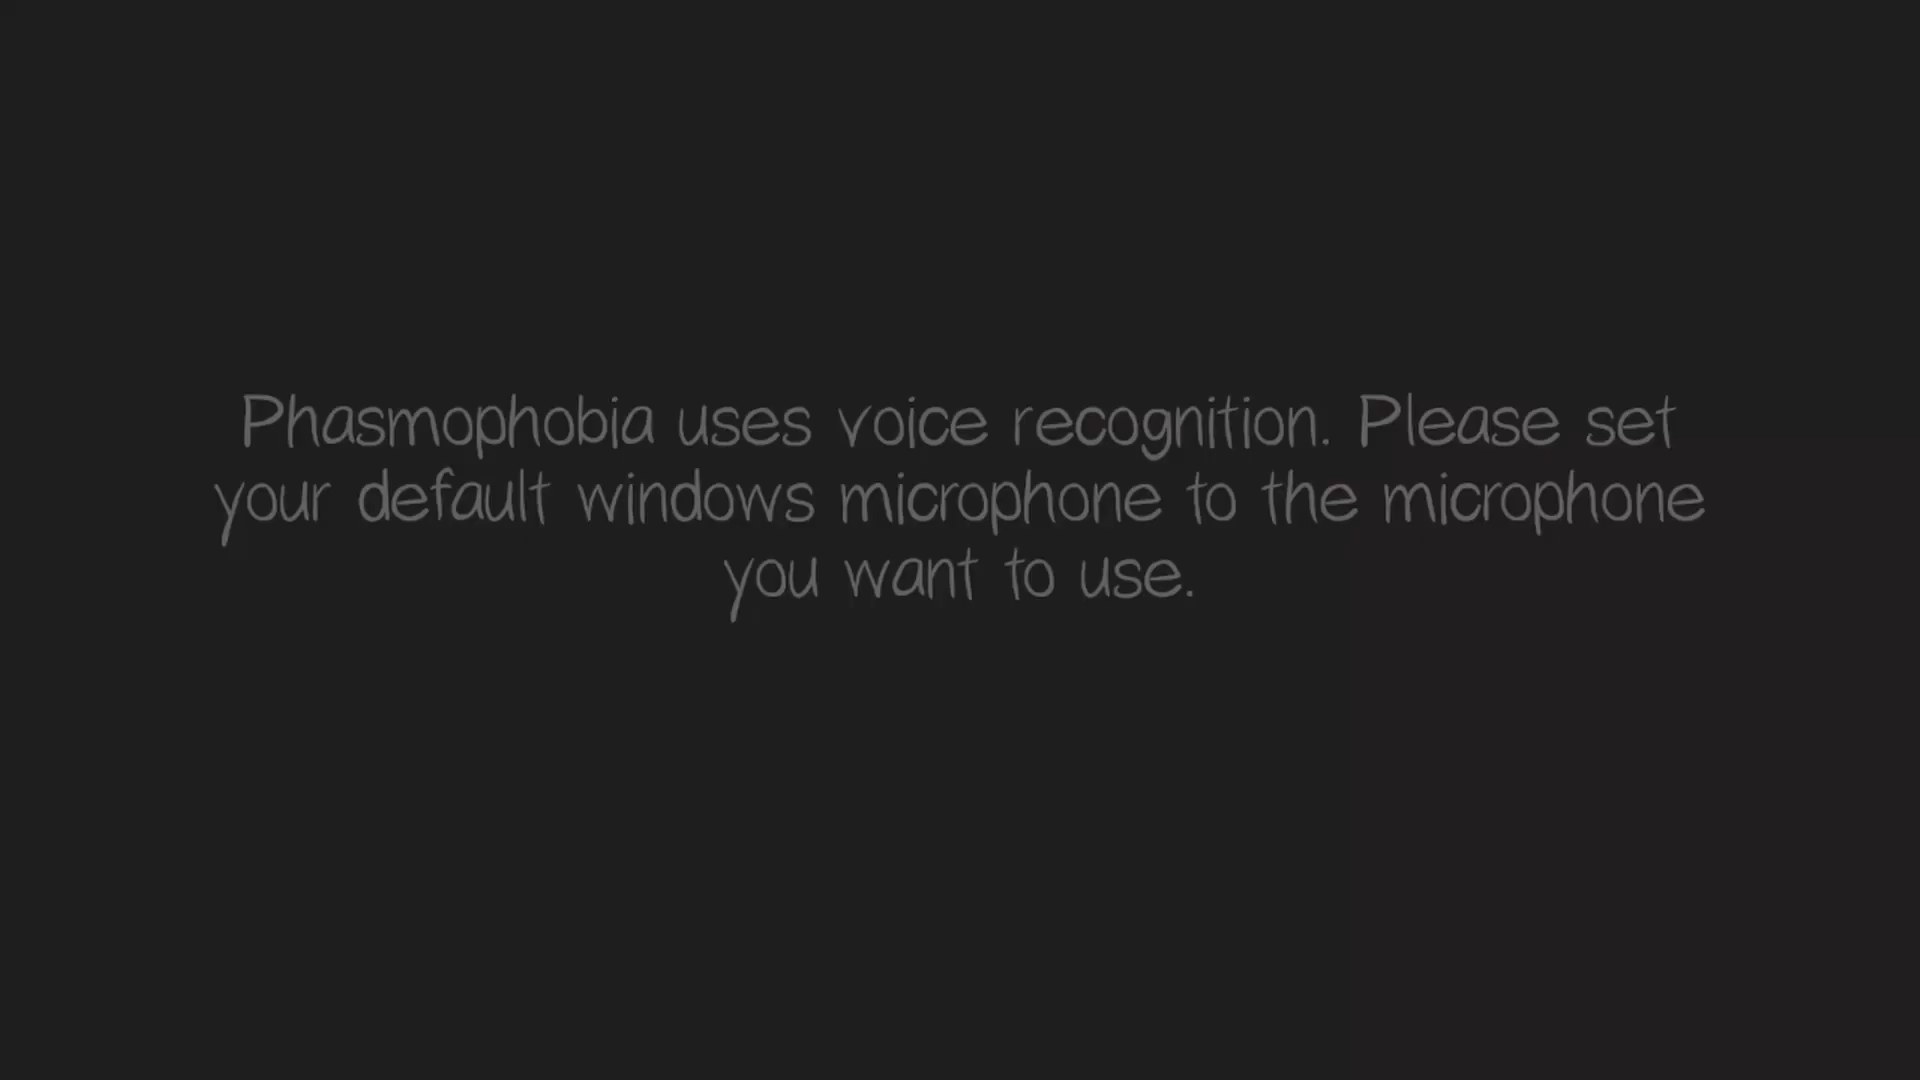 Phasmophobia uses voice recognition. Please set
your default windows microphone to the microphone
you want to use.